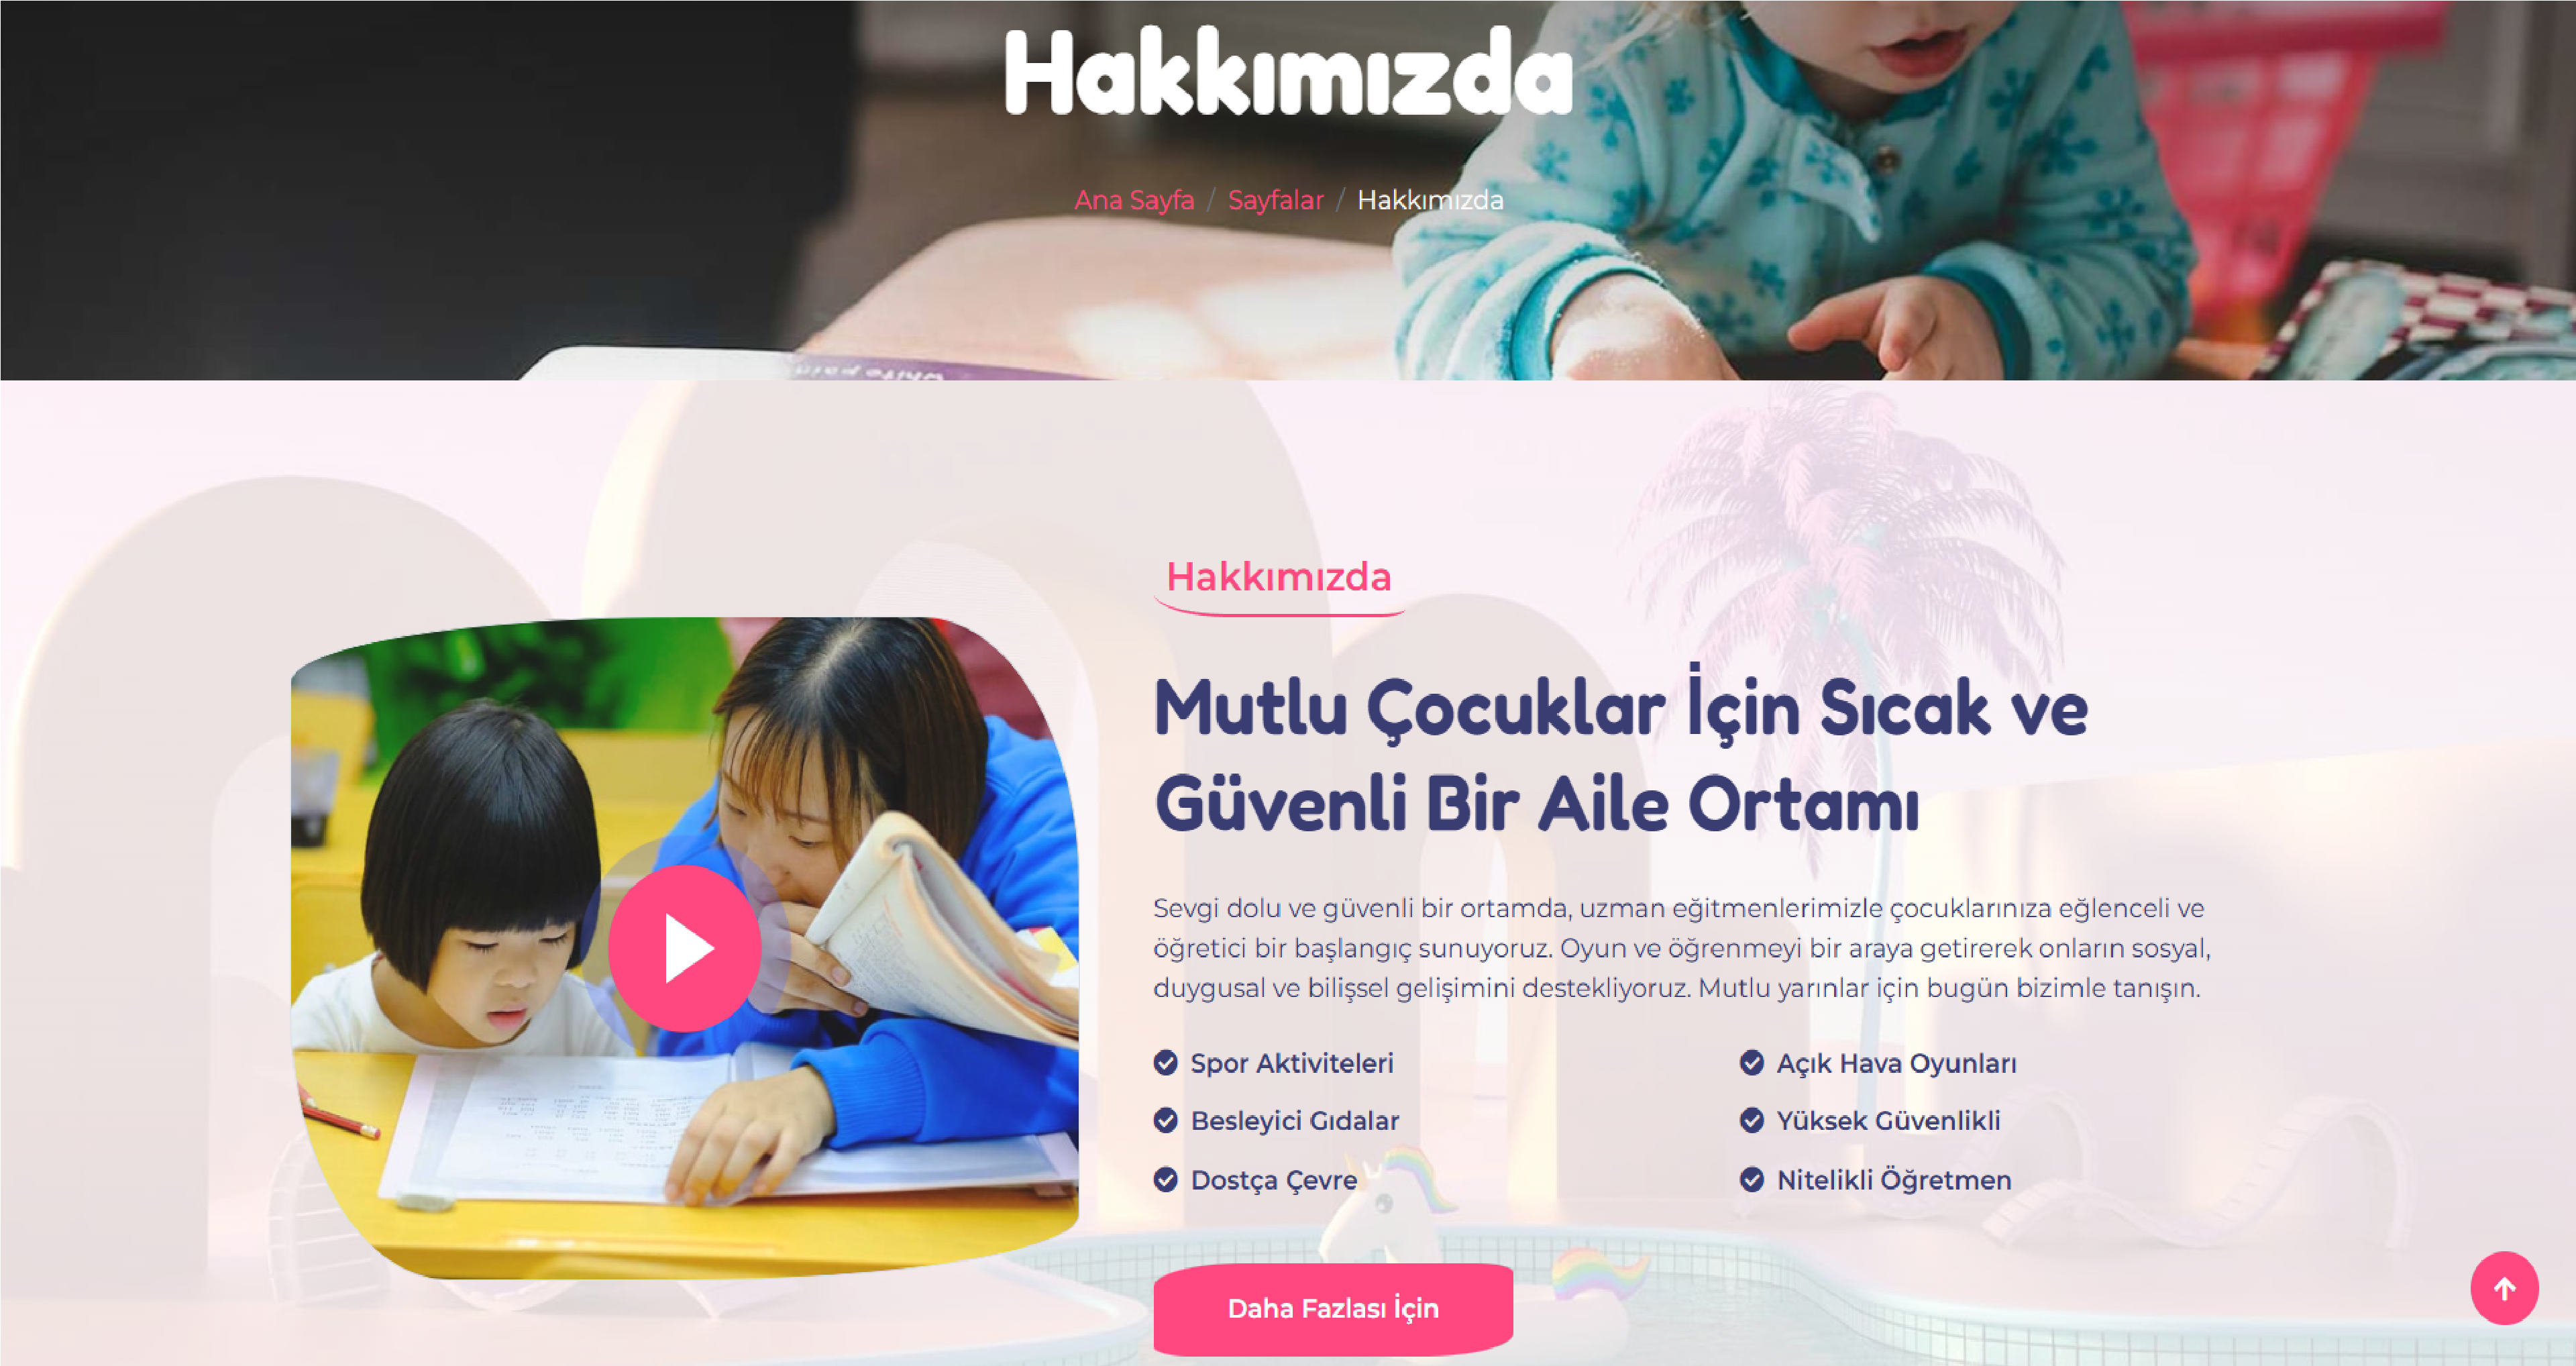 Hakkımızda
Ana Sayfa / Sayfalar / Hakkımızda
Hakkımızda
Mutlu Çocuklar İçin Sıcak ve
Güvenli Bir Aile Ortamı
Sevgi dolu ve güvenli bir ortamda, uzman eğitmenlerimizle çocuklarınıza eğlenceli ve
öğretici bir başlangıç sunuyoruz. Oyun ve öğrenmeyi bir araya getirerek onların sosyal,
duygusal ve bilişsel gelişimini destekliyoruz. Mutlu yarınlar için bugün bizimle tanışın.
Spor Aktiviteleri
Açık Hava Oyunları
Besleyici Gıdalar
Yüksek Güvenlikli
Dostça Çevre
Nitelikli Öğretmen
Daha Fazlası İçin